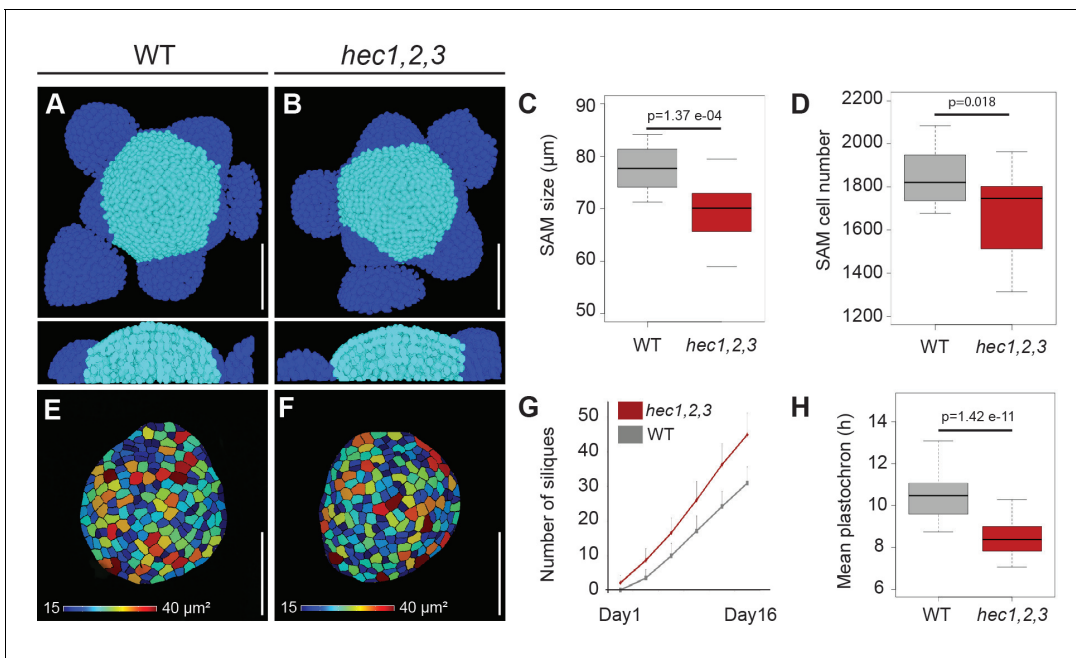 WT
hec1,2,3
A
B
C
90
80
70
60
50
SAM size (µm)
p=1.37 e-04
WT
hec1,2,3
D
2200
2000
1800
1600
1400
1200
SAM cell number
p=0.018
WT
hec1,2,3
E
15
40 µm²
F
15
40 µm²
G
50
40
30
20
10
0
Number of siliques
hec1,2,3
WT
Day1
Day16
H
14
12
10
8
6
Mean plastochron (h)
p=1.42 e-11
WT
hec1,2,3